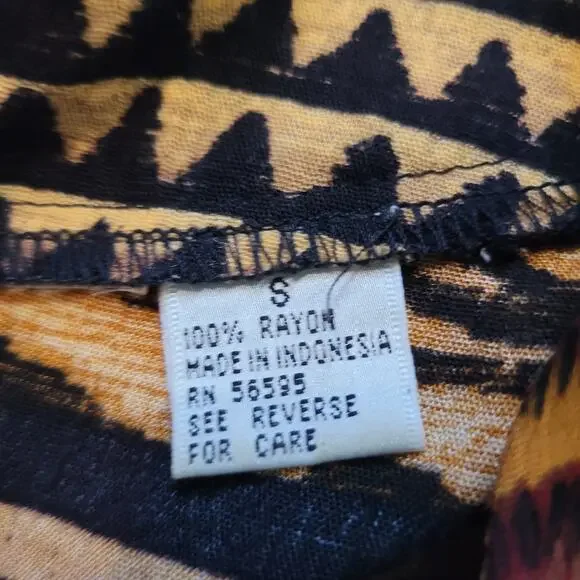 S
100% RAYON
MADE IN INDONESIA
RN 56595
SEE REVERSE
FOR CARE